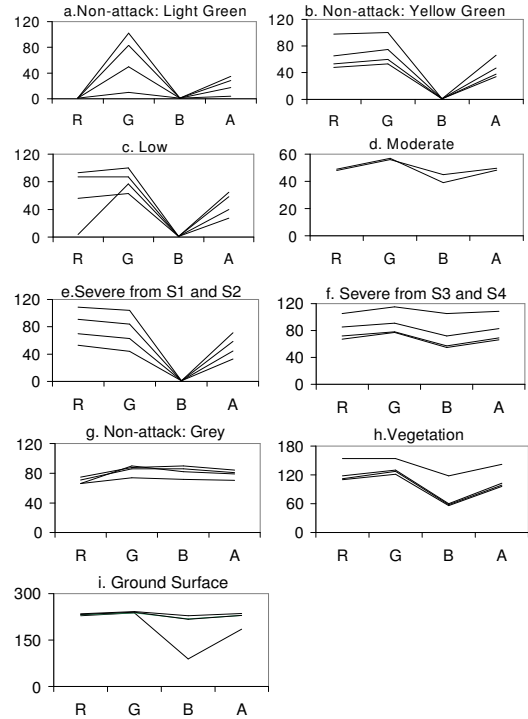 a.Non-attack: Light Green
120
80
40
0
R G B A
b. Non-attack: Yellow Green
120
80
40
0
R G B A
c. Low
120
80
40
0
R G B A
d. Moderate
60
40
20
0
R G B A
e.Severe from S1 and S2
120
80
40
0
R G B A
f. Severe from S3 and S4
120
80
40
0
R G B A
g. Non-attack: Grey
120
80
40
0
R G B A
h.Vegetation
180
120
60
0
R G B A
i. Ground Surface
300
150
0
R G B A